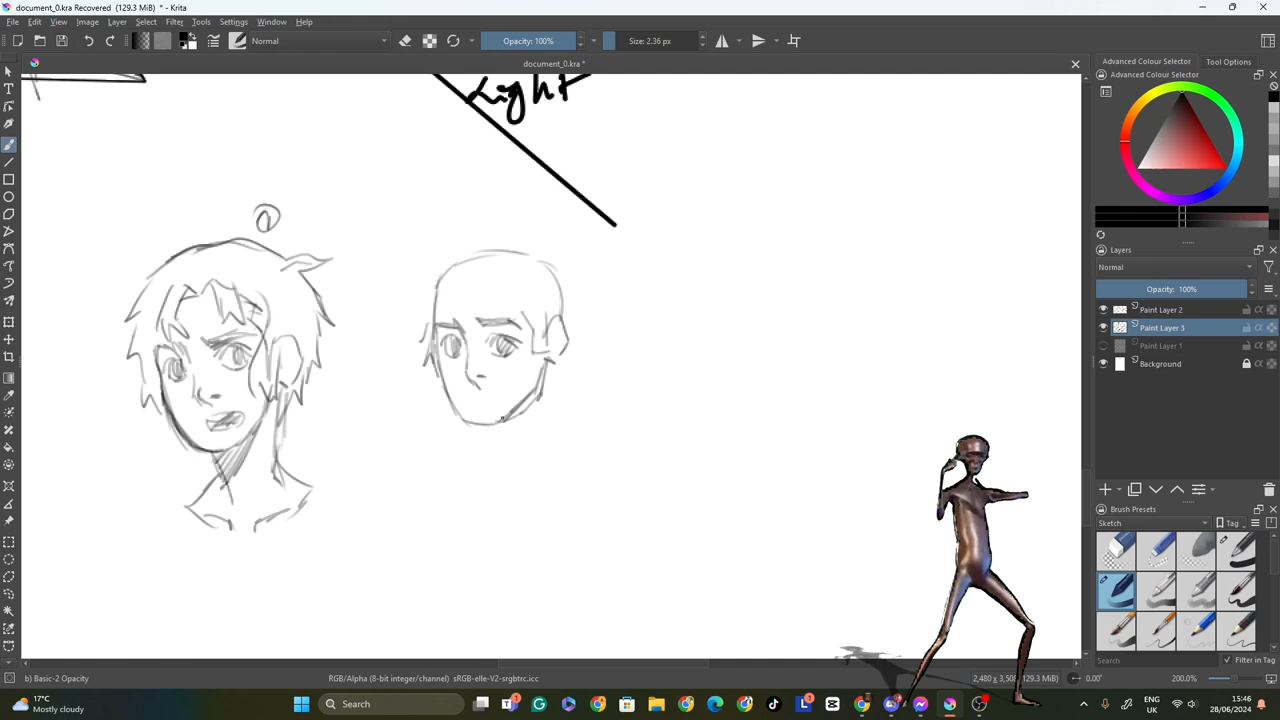 document_0.kra Recovered (129.3 MiB) * - Krita
File Edit View Image Layer Filter Tools Settings Window Help
Normal Opacity: 100% Size: 2.36 px
document_0.kra *
Advanced Colour Selector Tool Options
Advanced Colour Selector
Light
Layers
Normal
Opacity: 100%
Paint Layer 2
Paint Layer 3
Paint Layer 1
Background
Brush Presets
Sketch Tag
Search Filter in Tag
b) Basic-2 Opacity RGB/Alpha (8-bit integer/channel) sRGB-elle-V2-srgbtrc.icc 2,480 x 3,508 (129.3 MiB) 0.00° 200.0%
17°C
Mostly cloudy
Search
ENG
15:46
28/06/2024